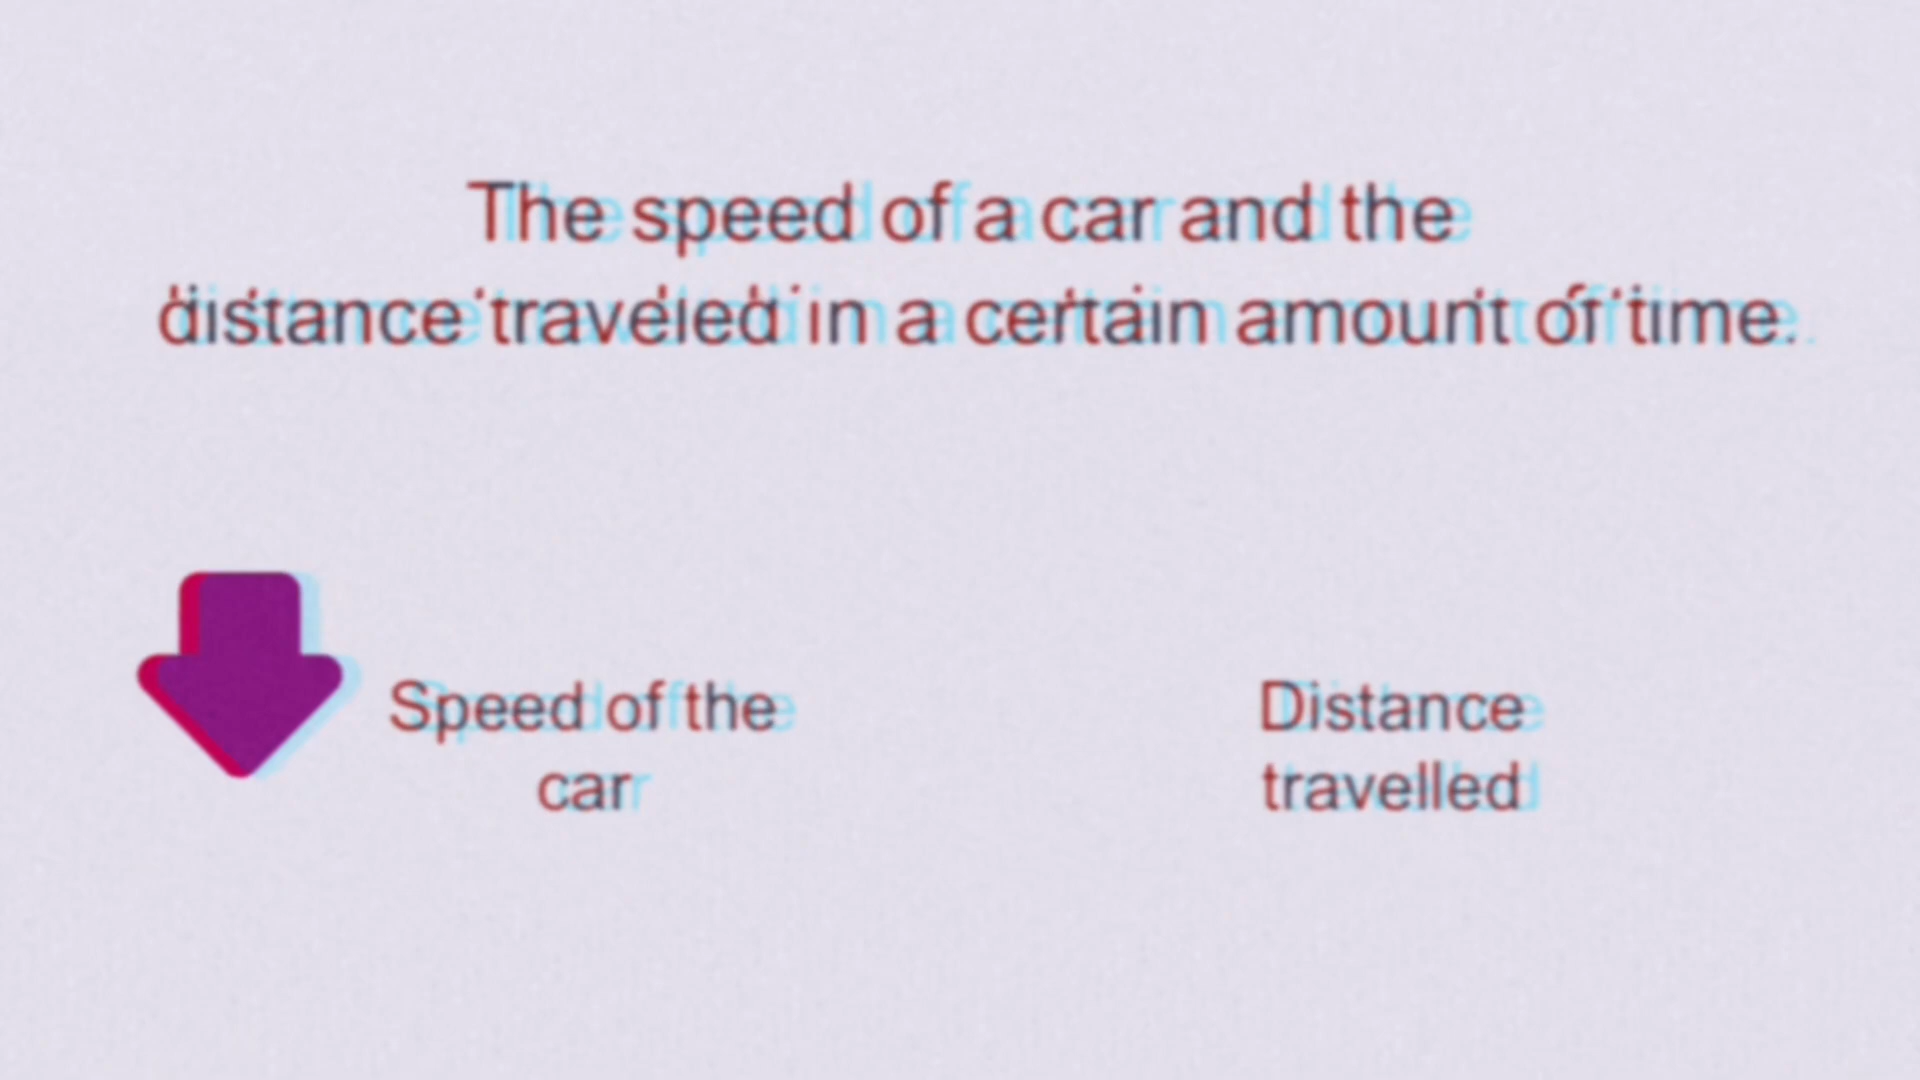 The speed of a car and the
distance traveled in a certain amount of time.
Speed of the
car
Distance
travelled